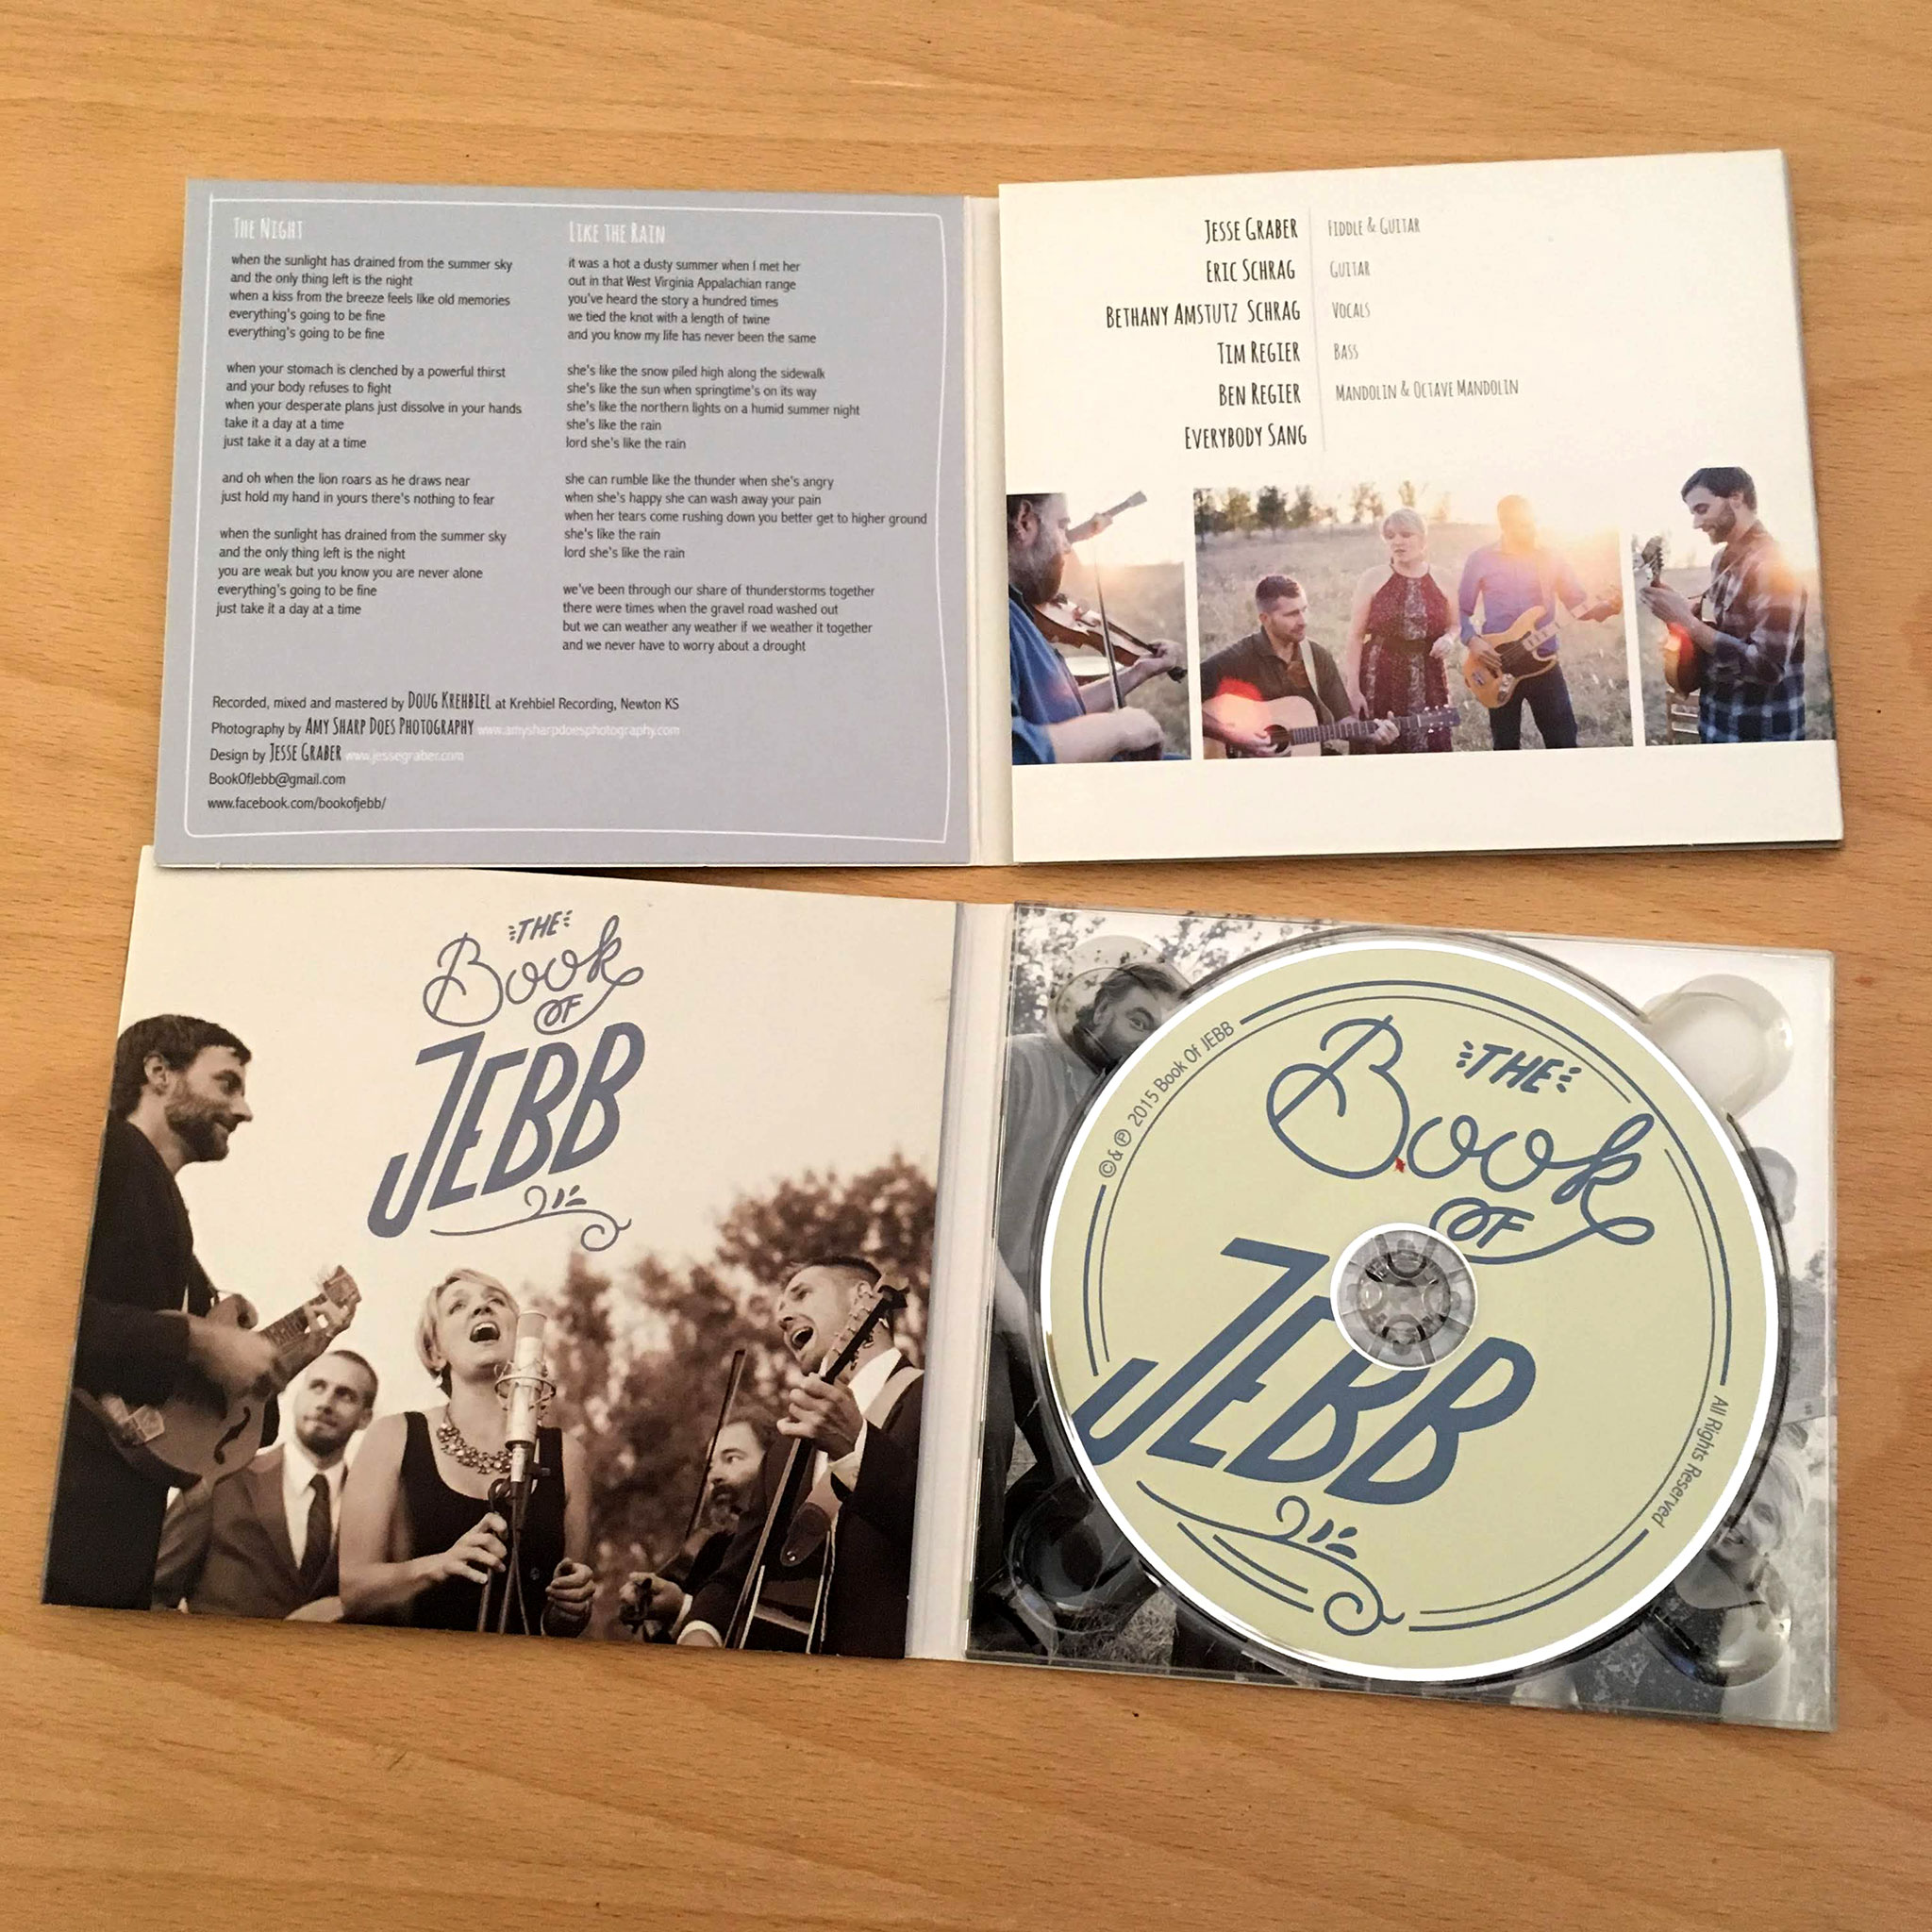 THE NIGHT
when the sunlight has drained from the summer sky
and the only thing left is the night
when a kiss from the breeze feels like old memories
everything's going to be fine
everything's going to be fine
when your stomach is clenched by a powerful thirst
and your body refuses to fight
when your desperate plans just dissolve in your hands
take it a day at a time
just take it a day at a time
and oh when the lion roars as he draws near
just hold my hand in yours there's nothing to fear
when the sunlight has drained from the summer sky
and the only thing left is the night
you are weak but you know you are never alone
everything's going to be fine
just take it a day at a time
LIKE THE RAIN
it was a hot a dusty summer when I met her
out in that West Virginia Appalachian range
you've heard the story a hundred times
we tied the knot with a length of twine
and you know my life has never been the same
she's like the snow piled high along the sidewalk
she's like the sun when springtime's on its way
she's like the northern lights on a humid summer night
she's like the rain
lord she's like the rain
she can rumble like the thunder when she's angry
when she's happy she can wash away your pain
when her tears come rushing down you better get to higher ground
she's like the rain
lord she's like the rain
we've been through our share of thunderstorms together
there were times when the gravel road washed out
but we can weather any weather if we weather it together
and we never have to worry about a drought
Recorded, mixed and mastered by DOUG KREHBIEL at Krehbiel Recording, Newton KS
Photography by AMY SHARP DOES PHOTOGRAPHY www.amysharpdoesphotography.com
Design by JESSE GRABER www.jessegraber.com
BookOfJebb@gmail.com
www.facebook.com/bookofjebb/
JESSE GRABER FIDDLE & GUITAR
ERIC SCHRAG GUITAR
BETHANY AMSTUTZ SCHRAG VOCALS
TIM REGIER BASS
BEN REGIER MANDOLIN & OCTAVE MANDOLIN
EVERYBODY SANG
THE
Book
OF
JEBB
©&℗ 2015 Book Of JEBB
THE
Book
OF
JEBB
All Rights Reserved